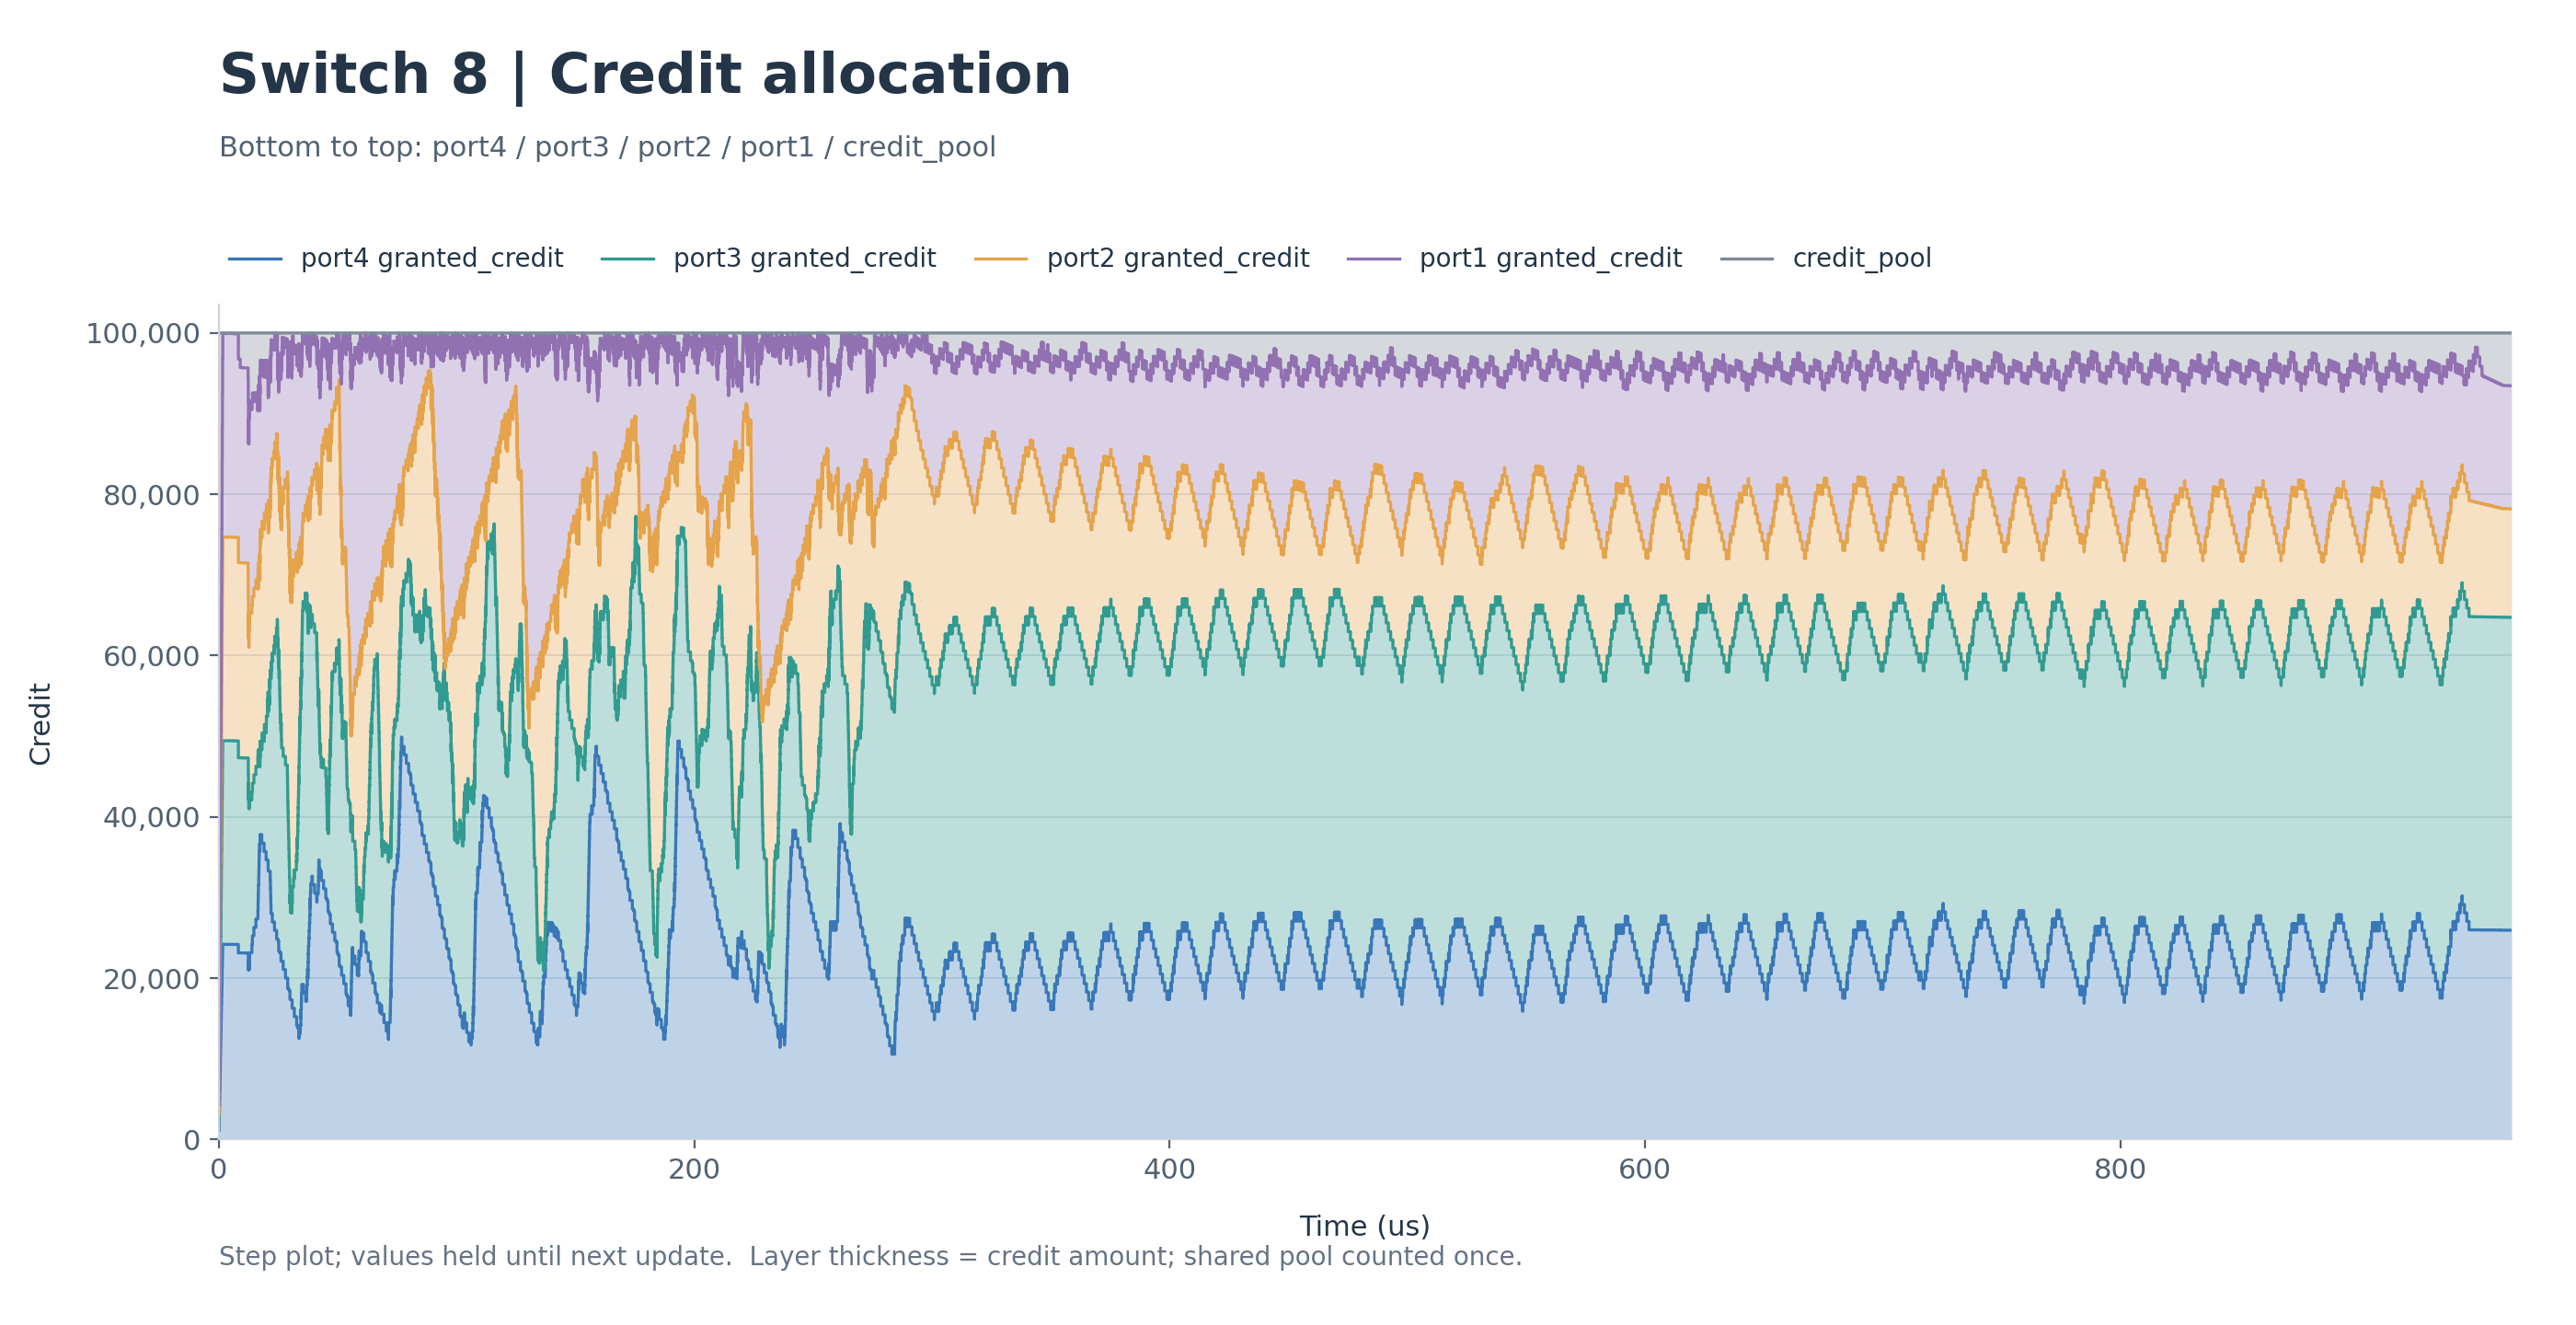 Switch 8 | Credit allocation
Bottom to top: port4 / port3 / port2 / port1 / credit_pool
port4 granted_credit
port3 granted_credit
port2 granted_credit
port1 granted_credit
credit_pool
100,000
80,000
60,000
40,000
20,000
0
Credit
0
200
400
600
800
Time (us)
Step plot; values held until next update.  Layer thickness = credit amount; shared pool counted once.